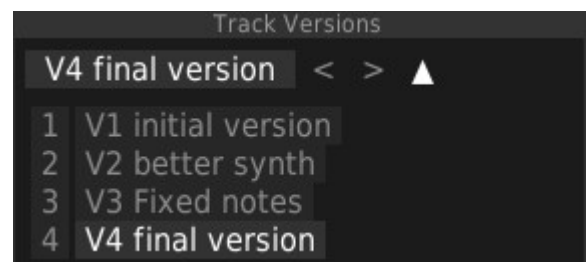 Track Versions
V4 final version < > ▲
1 V1 initial version
2 V2 better synth
3 V3 Fixed notes
4 V4 final version